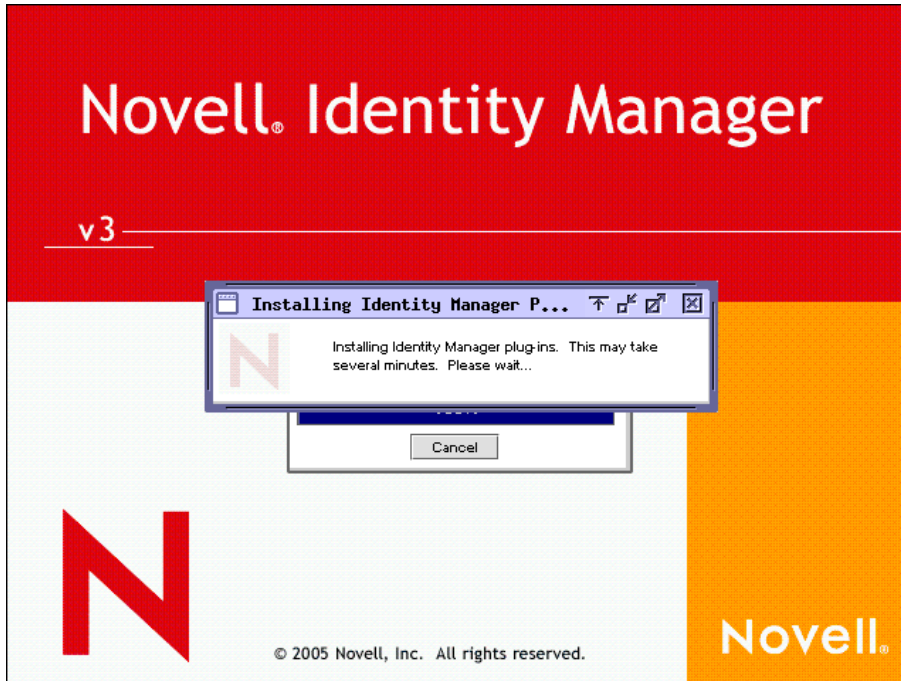 Novell® Identity Manager
v3
Installing Identity Manager P...
Installing Identity Manager plug-ins. This may take
several minutes. Please wait...
Cancel
© 2005 Novell, Inc. All rights reserved.
Novell®